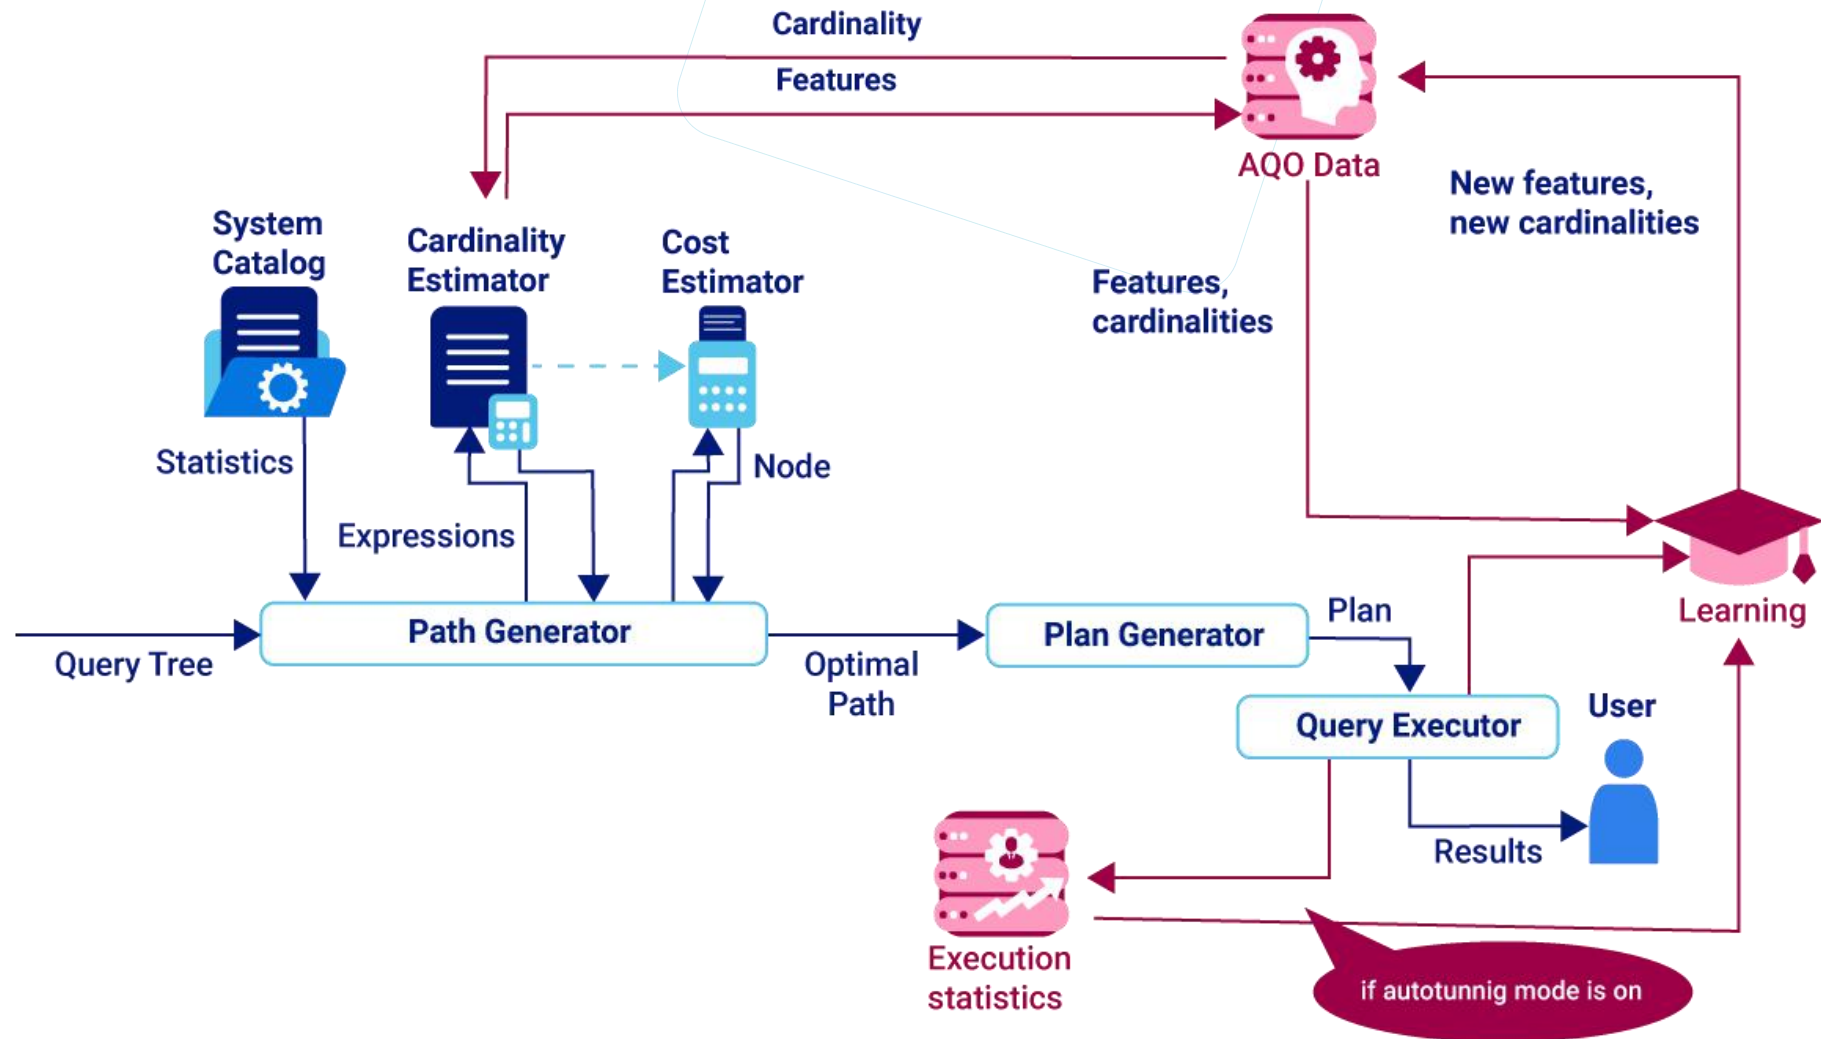 Cardinality
Features
AQO Data
New features,
new cardinalities
System
Catalog
Cardinality
Estimator
Cost
Estimator
Features,
cardinalities
Statistics
Node
Expressions
Path Generator
Query Tree
Optimal
Path
Plan Generator
Plan
Learning
Query Executor
User
Results
Execution
statistics
if autotunnig mode is on